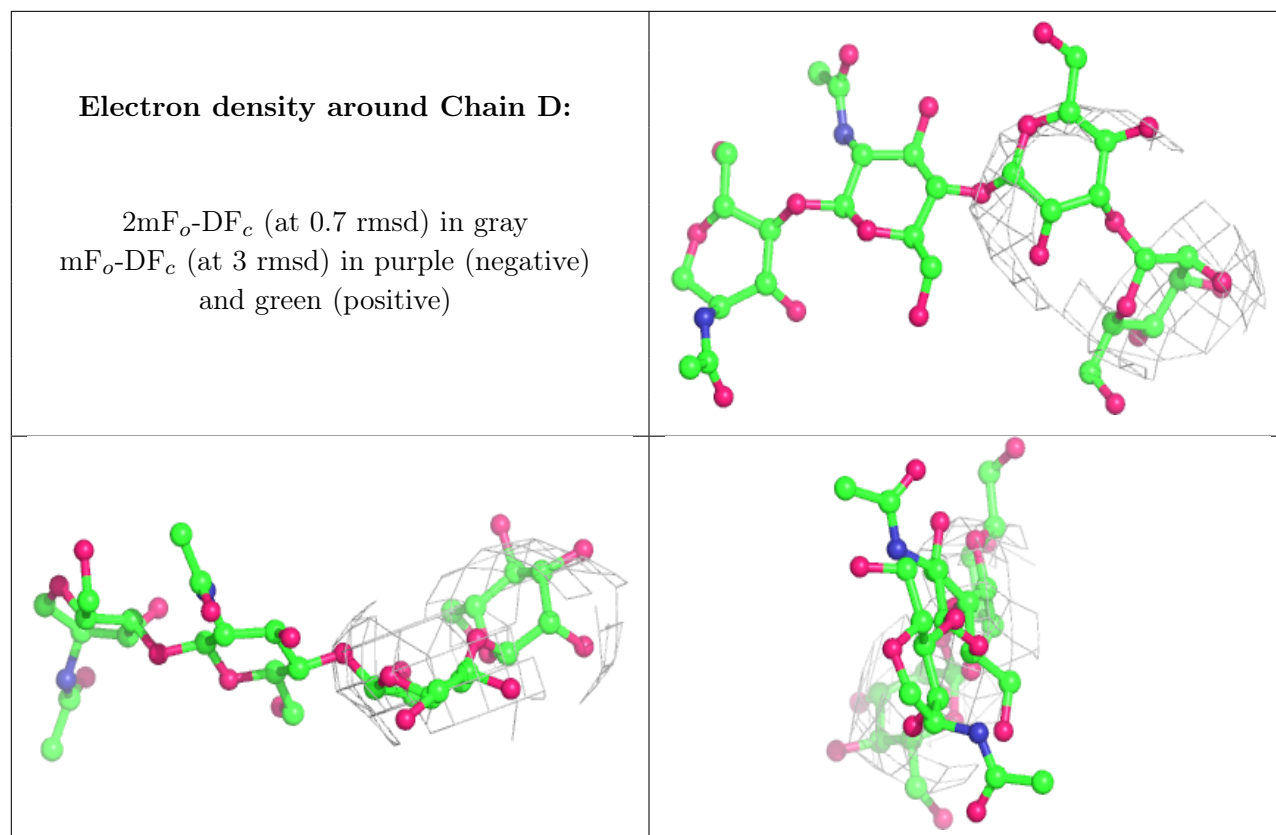 Electron density around Chain D:
2mFo-DFc (at 0.7 rmsd) in gray
mFo-DFc (at 3 rmsd) in purple (negative)
and green (positive)